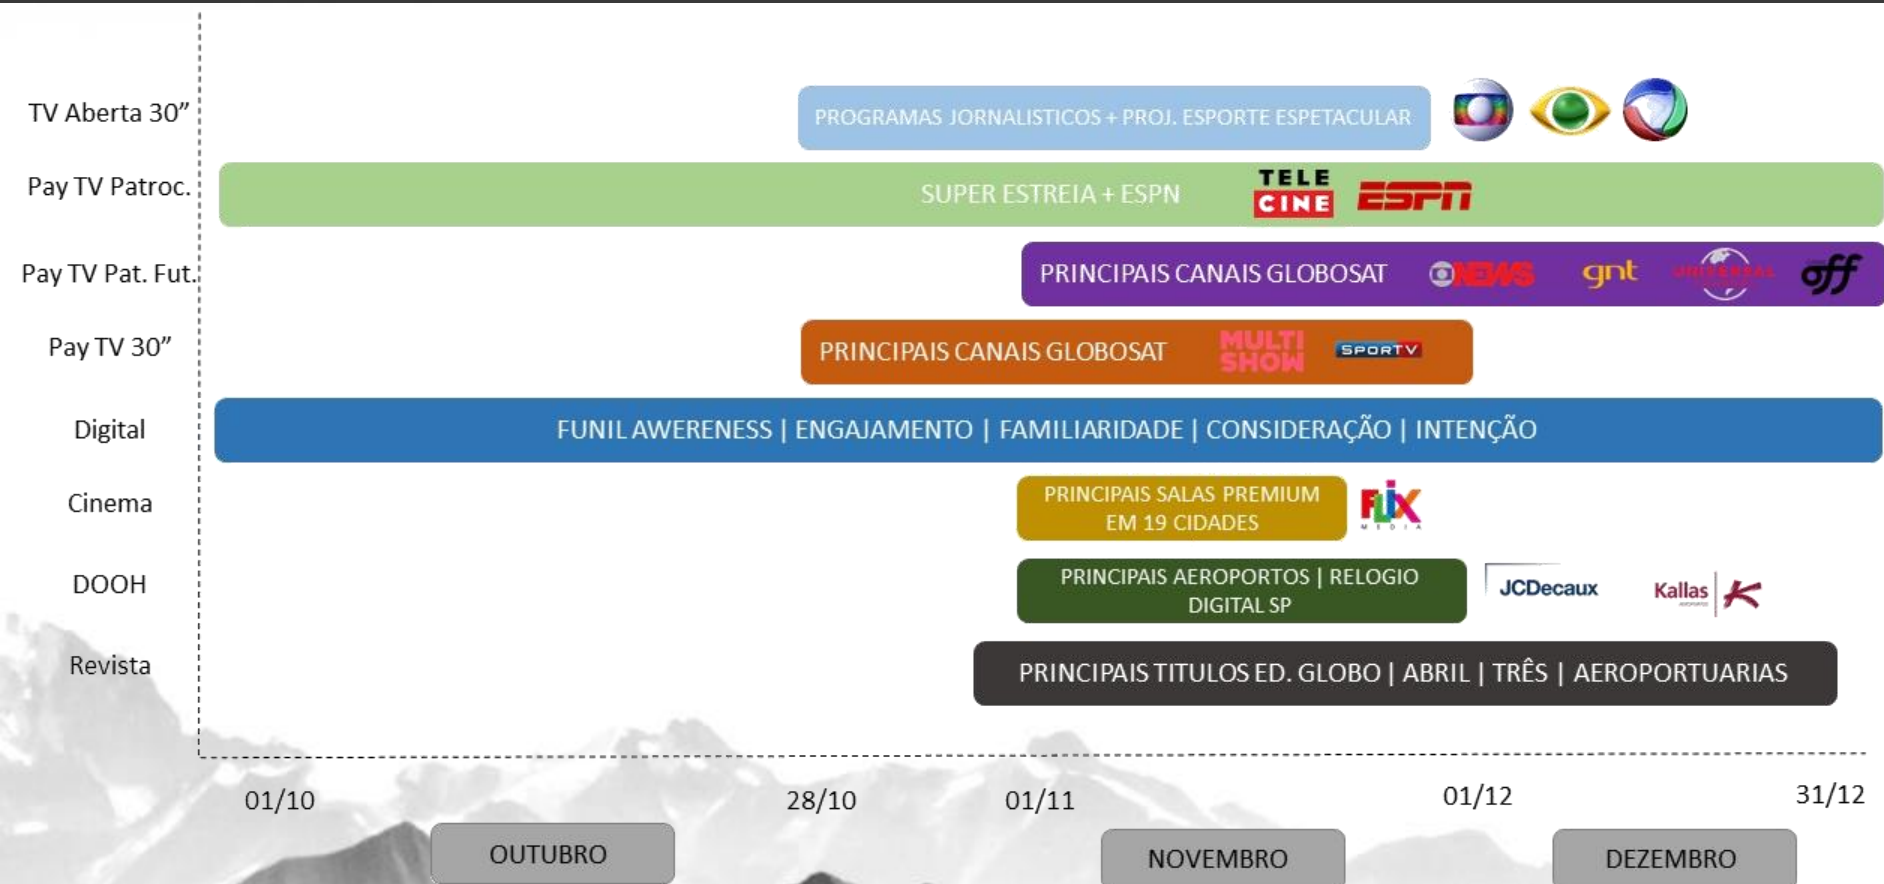 TV Aberta 30”
PROGRAMAS JORNALISTICOS + PROJ. ESPORTE ESPETACULAR
Pay TV Patroc.
SUPER ESTREIA + ESPN
TELE
CINE
ESPN
Pay TV Pat. Fut.
PRINCIPAIS CANAIS GLOBOSAT
NEWS
gnt
UNIVERSAL
off
Pay TV 30”
PRINCIPAIS CANAIS GLOBOSAT
MULTI
SHOW
SPORTV
Digital
FUNIL AWERENESS | ENGAJAMENTO | FAMILIARIDADE | CONSIDERAÇÃO | INTENÇÃO
Cinema
PRINCIPAIS SALAS PREMIUM
EM 19 CIDADES
FLIX
MEDIA
DOOH
PRINCIPAIS AEROPORTOS | RELOGIO
DIGITAL SP
JCDecaux
Kallas
Revista
PRINCIPAIS TITULOS ED. GLOBO | ABRIL | TRÊS | AEROPORTUARIAS
01/10
28/10
01/11
01/12
31/12
OUTUBRO
NOVEMBRO
DEZEMBRO